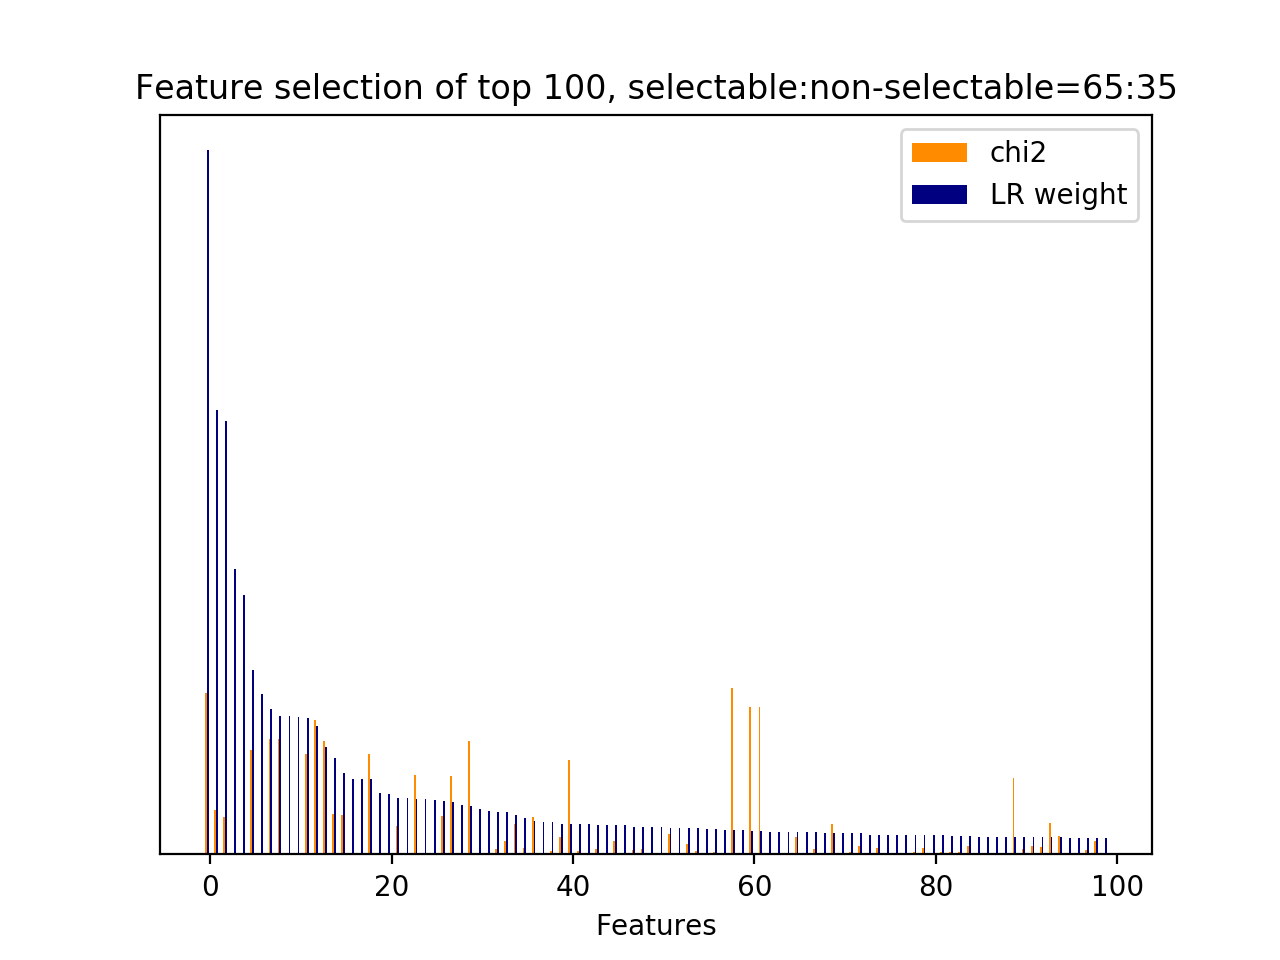 Feature selection of top 100, selectable:non-selectable=65:35
chi2
LR weight
0 20 40 60 80 100
Features